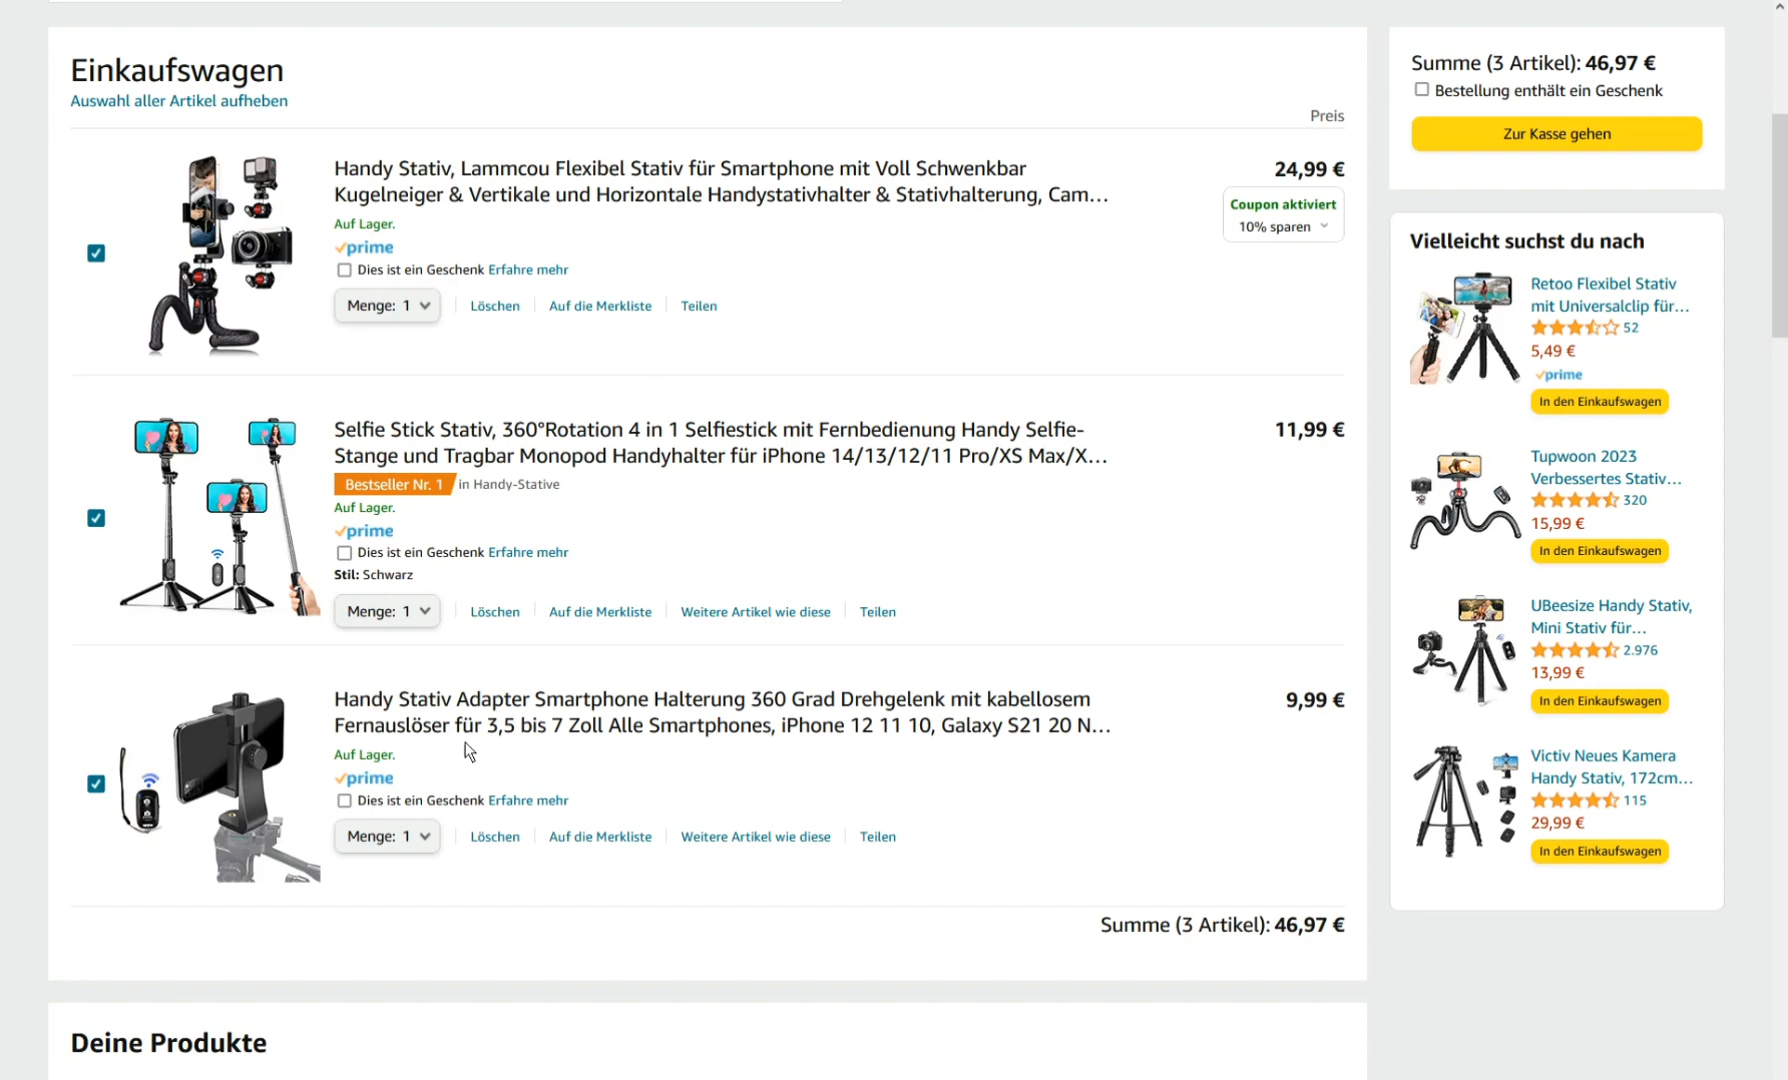 Einkaufswagen
Auswahl aller Artikel aufheben
Preis
Handy Stativ, Lammcou Flexibel Stativ für Smartphone mit Voll Schwenkbar
Kugelneiger & Vertikale und Horizontale Handystativhalter & Stativhalterung, Cam...
24,99 €
Coupon aktiviert
10% sparen
Auf Lager.
prime
Dies ist ein Geschenk Erfahre mehr
Menge: 1
Löschen
Auf die Merkliste
Teilen
Selfie Stick Stativ, 360°Rotation 4 in 1 Selfiestick mit Fernbedienung Handy Selfie-
Stange und Tragbar Monopod Handyhalter für iPhone 14/13/12/11 Pro/XS Max/X...
11,99 €
Bestseller Nr. 1 in Handy-Stative
Auf Lager.
prime
Dies ist ein Geschenk Erfahre mehr
Stil: Schwarz
Menge: 1
Löschen
Auf die Merkliste
Weitere Artikel wie diese
Teilen
Handy Stativ Adapter Smartphone Halterung 360 Grad Drehgelenk mit kabellosem
Fernauslöser für 3,5 bis 7 Zoll Alle Smartphones, iPhone 12 11 10, Galaxy S21 20 N...
9,99 €
Auf Lager.
prime
Dies ist ein Geschenk Erfahre mehr
Menge: 1
Löschen
Auf die Merkliste
Weitere Artikel wie diese
Teilen
Summe (3 Artikel): 46,97 €
Deine Produkte
Summe (3 Artikel): 46,97 €
Bestellung enthält ein Geschenk
Zur Kasse gehen
Vielleicht suchst du nach
Retoo Flexibel Stativ
mit Universalclip für...
52
5,49 €
prime
In den Einkaufswagen
Tupwoon 2023
Verbessertes Stativ...
320
15,99 €
In den Einkaufswagen
UBeesize Handy Stativ,
Mini Stativ für...
2.976
13,99 €
In den Einkaufswagen
Victiv Neues Kamera
Handy Stativ, 172cm...
115
29,99 €
In den Einkaufswagen